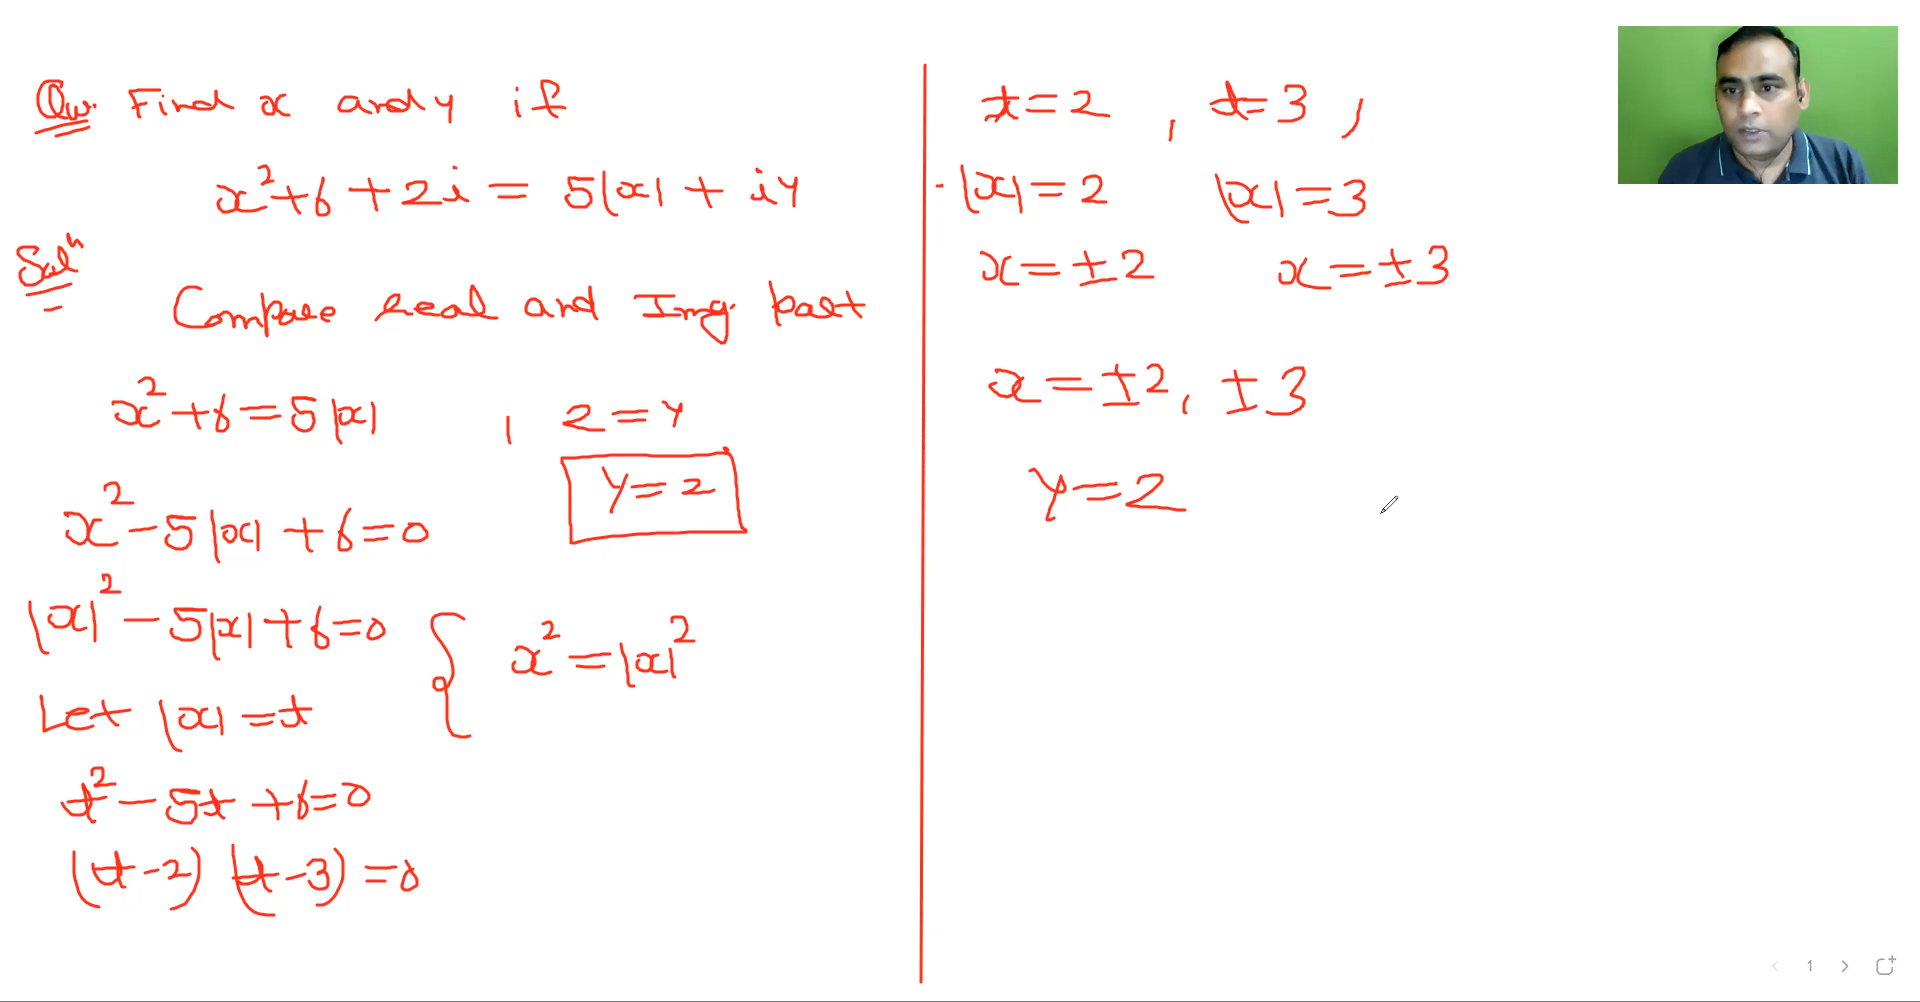 Qu. Find x and y if
x²+6+2i = 5|x| + iy
Solⁿ
Compare real and Img. part
x²+6=5|x| , 2=y
y=2
x²-5|x|+6=0
|x|²-5|x|+6=0 { x²=|x|²
Let |x|=t
t²-5t+6=0
(t-2)(t-3)=0
t=2 , t=3 ,
|x|=2 |x|=3
x=±2 x=±3
x=±2, ±3
y=2
1